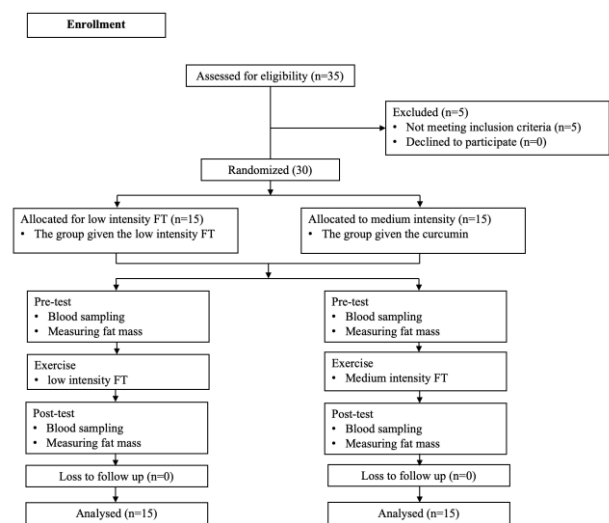 Enrollment
Assessed for eligibility (n=35)
Excluded (n=5)
• Not meeting inclusion criteria (n=5)
• Declined to participate (n=0)
Randomized (30)
Allocated for low intensity FT (n=15)
• The group given the low intensity FT
Allocated to medium intensity (n=15)
• The group given the curcumin
Pre-test
• Blood sampling
• Measuring fat mass
Pre-test
• Blood sampling
• Measuring fat mass
Exercise
• low intensity FT
Exercise
• Medium intensity FT
Post-test
• Blood sampling
• Measuring fat mass
Post-test
• Blood sampling
• Measuring fat mass
Loss to follow up (n=0)
Loss to follow up (n=0)
Analysed (n=15)
Analysed (n=15)